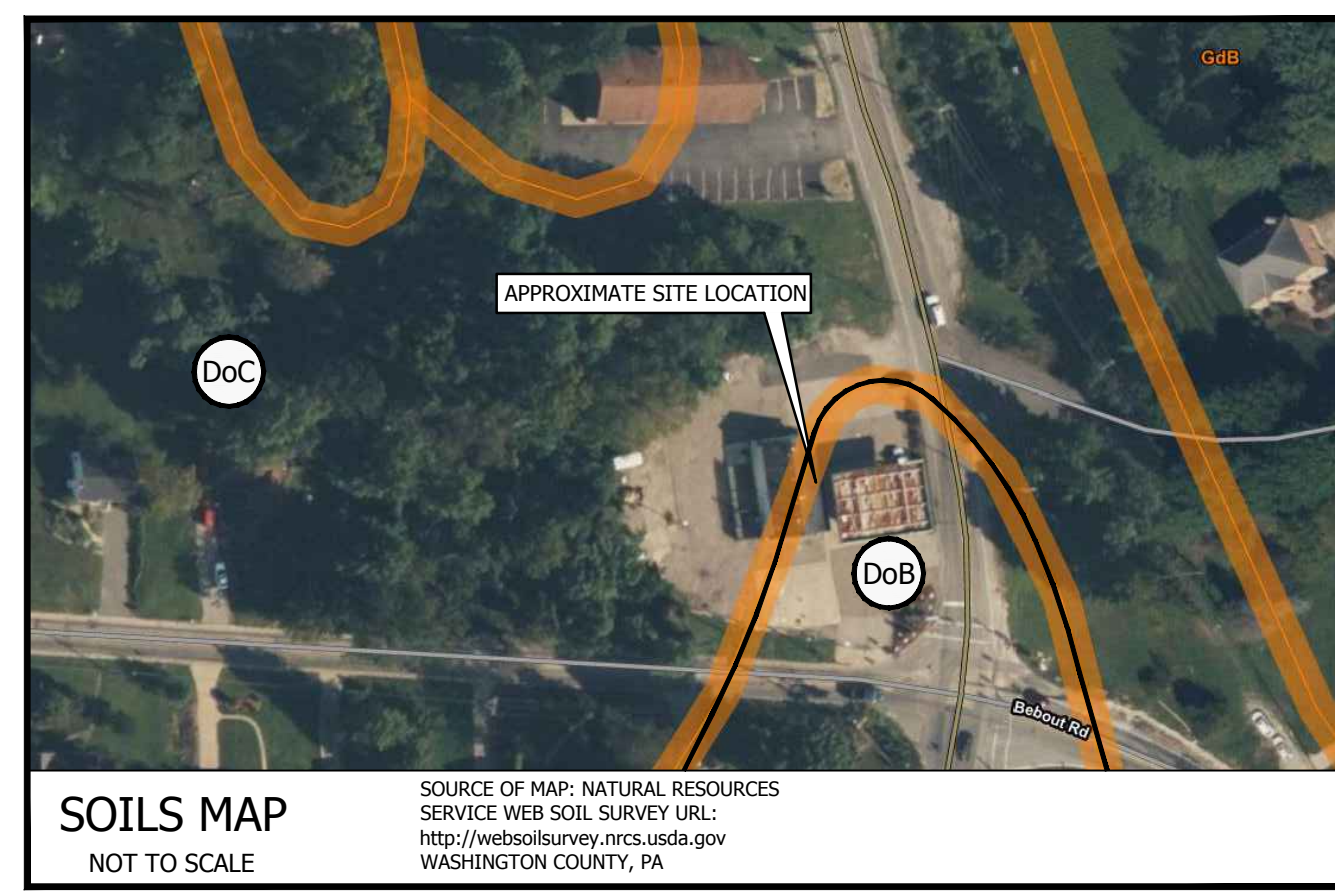 GdB
APPROXIMATE SITE LOCATION
DoC
DoB
Bebout Rd
SOILS MAP
NOT TO SCALE
SOURCE OF MAP: NATURAL RESOURCES
SERVICE WEB SOIL SURVEY URL:
http://websoilsurvey.nrcs.usda.gov
WASHINGTON COUNTY, PA